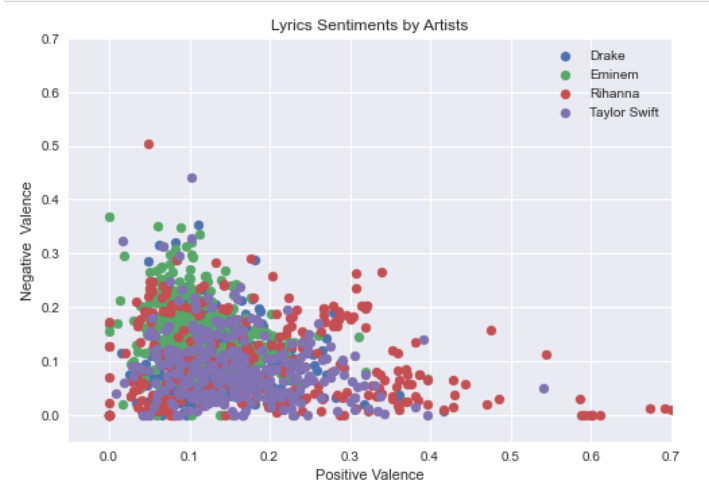 Lyrics Sentiments by Artists
0.7
0.6
0.5
0.4
0.3
0.2
0.1
0.0
Negative Valence
Drake
Eminem
Rihanna
Taylor Swift
0.0 0.1 0.2 0.3 0.4 0.5 0.6 0.7
Positive Valence